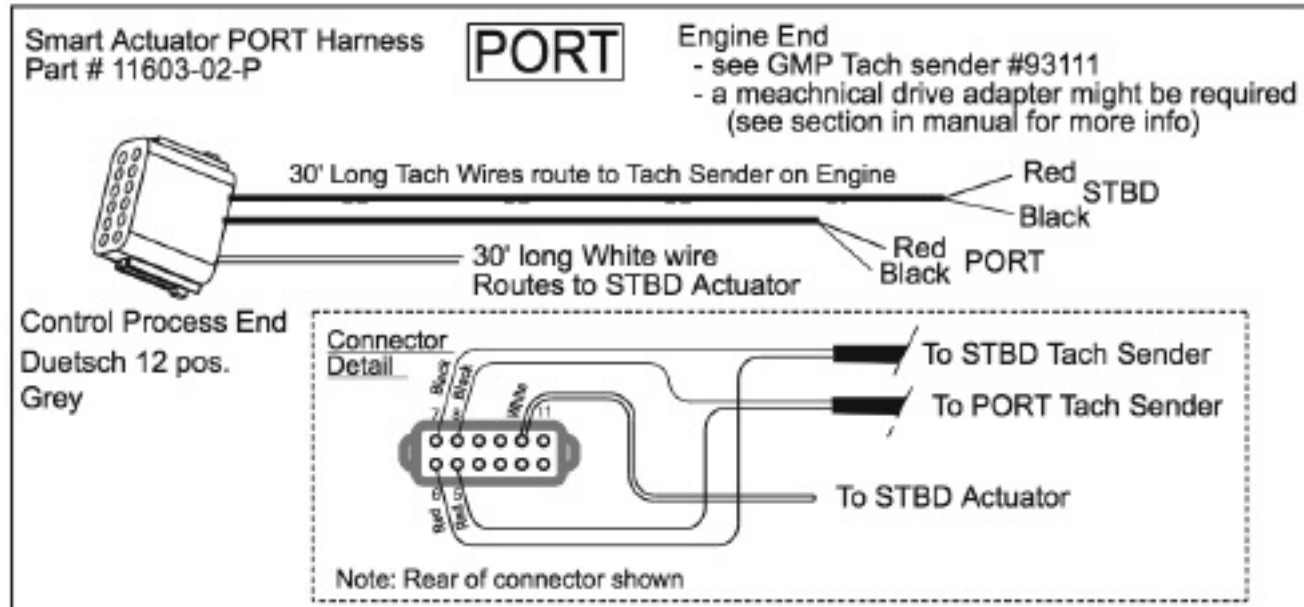 Smart Actuator PORT Harness
Part # 11603-02-P
PORT
Engine End
- see GMP Tach sender #93111
- a meachnical drive adapter might be required
(see section in manual for more info)
30' Long Tach Wires route to Tach Sender on Engine
Red
STBD
Black
Red
Black
PORT
30' long White wire
Routes to STBD Actuator
Control Process End
Duetsch 12 pos.
Grey
Connector
Detail
7 Black
8 Black
White
11
Red
Red
To STBD Tach Sender
To PORT Tach Sender
To STBD Actuator
Note: Rear of connector shown